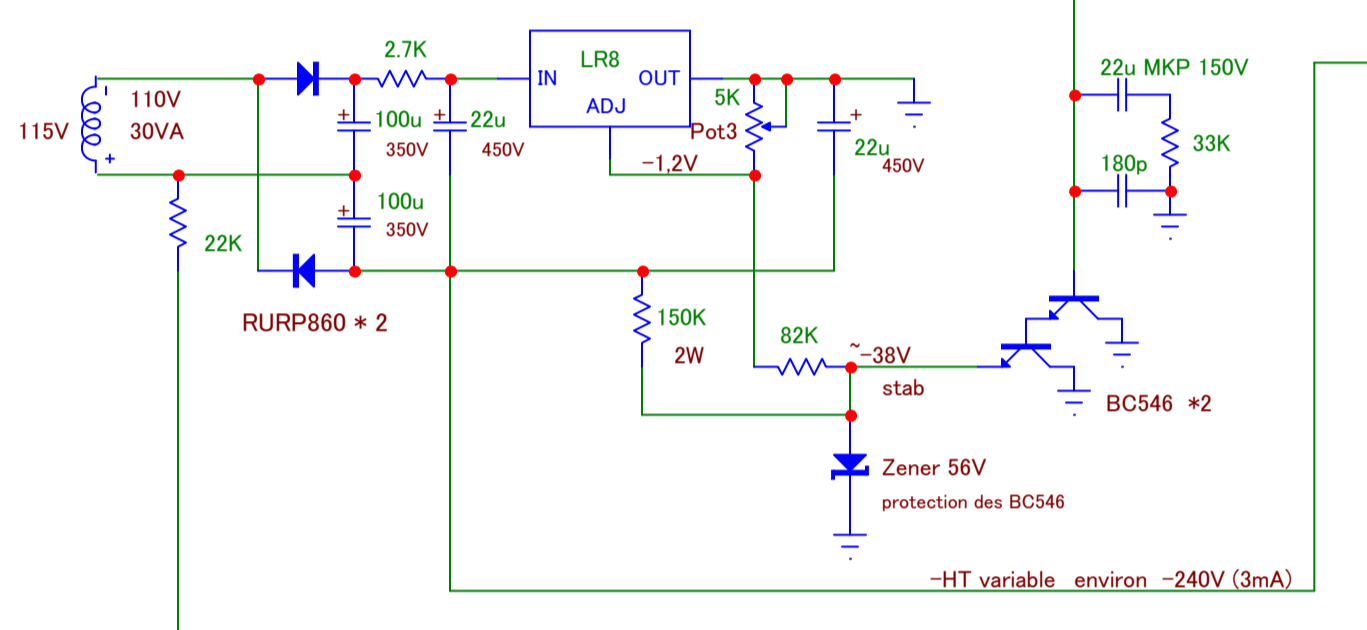 2.7K
LR8
22u MKP 150V
IN
OUT
110V
5K
ADJ
+
+
100u
22u
+
115V
30VA
Pot3
33K
350V
450V
22u
+
-1,2V
450V
180p
+
100u
350V
22K
RURP860 * 2
150K
82K
2W
~-38V
stab
BC546 *2
Zener 56V
protection des BC546
-HT variable environ -240V (3mA)